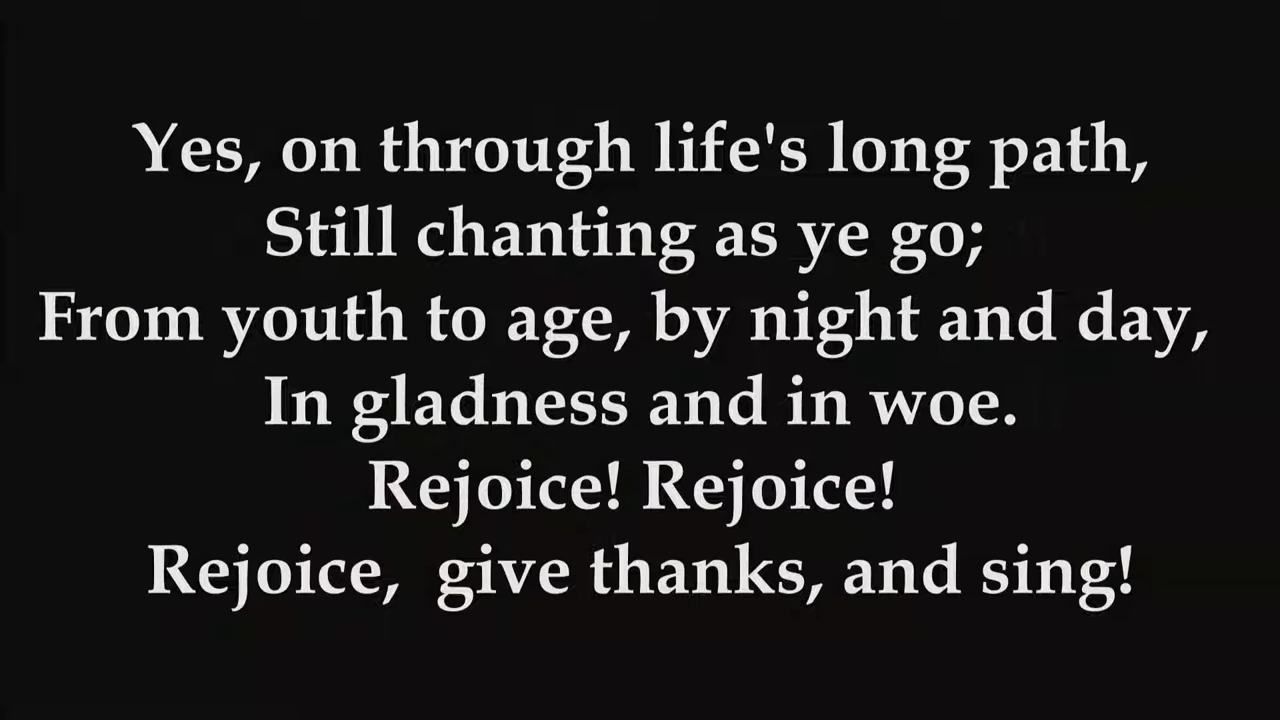 Yes, on through life's long path,
Still chanting as ye go;
From youth to age, by night and day,
In gladness and in woe.
Rejoice! Rejoice!
Rejoice,  give thanks, and sing!